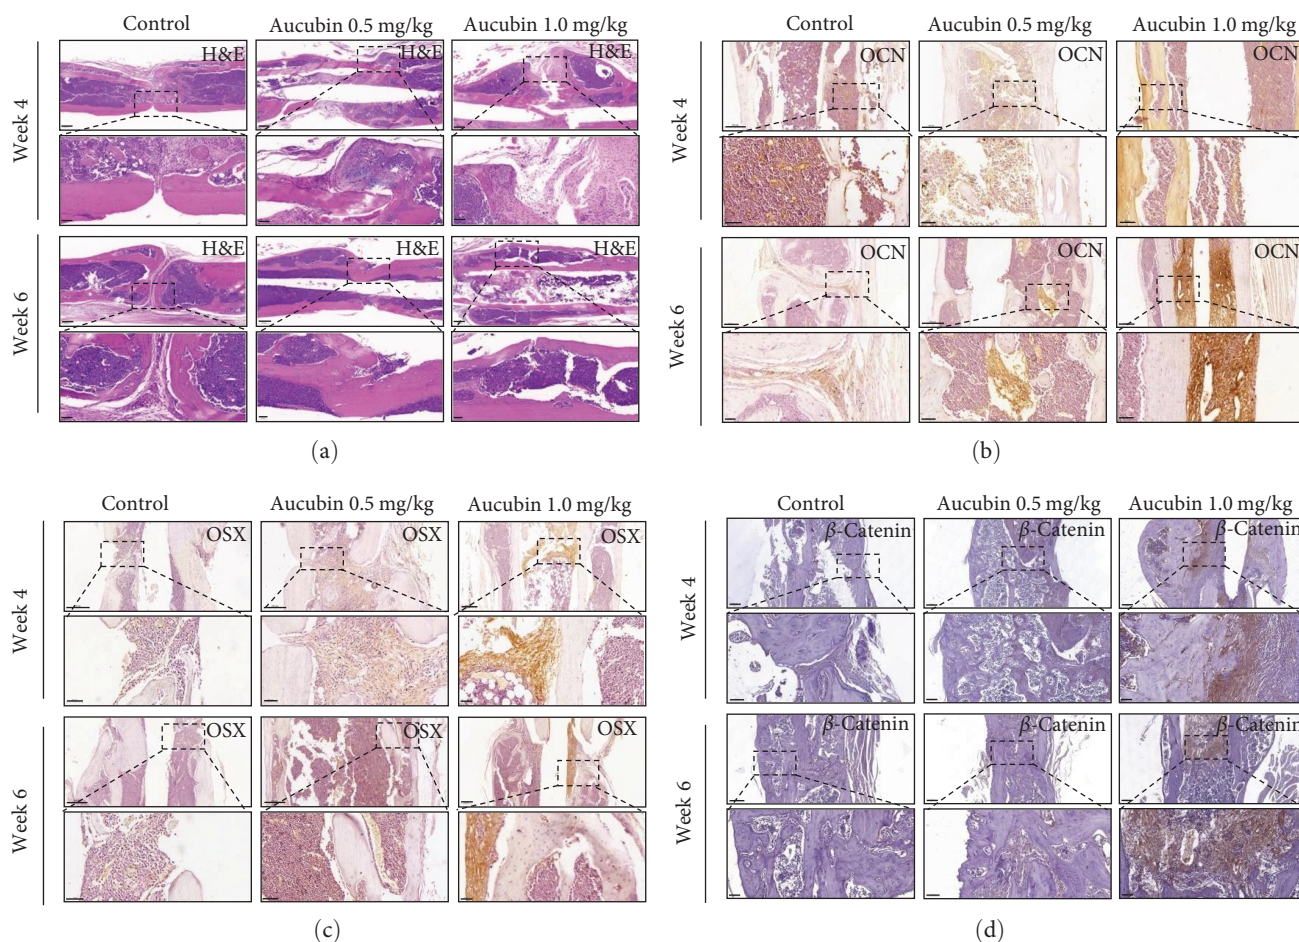 Control Aucubin 0.5 mg/kg Aucubin 1.0 mg/kg
Week 4
H&E H&E H&E
Week 6
H&E H&E H&E
(a)
Control Aucubin 0.5 mg/kg Aucubin 1.0 mg/kg
Week 4
OCN OCN OCN
Week 6
OCN OCN OCN
(b)
Control Aucubin 0.5 mg/kg Aucubin 1.0 mg/kg
Week 4
OSX OSX OSX
Week 6
OSX OSX OSX
(c)
Control Aucubin 0.5 mg/kg Aucubin 1.0 mg/kg
Week 4
β-Catenin β-Catenin β-Catenin
Week 6
β-Catenin β-Catenin β-Catenin
(d)